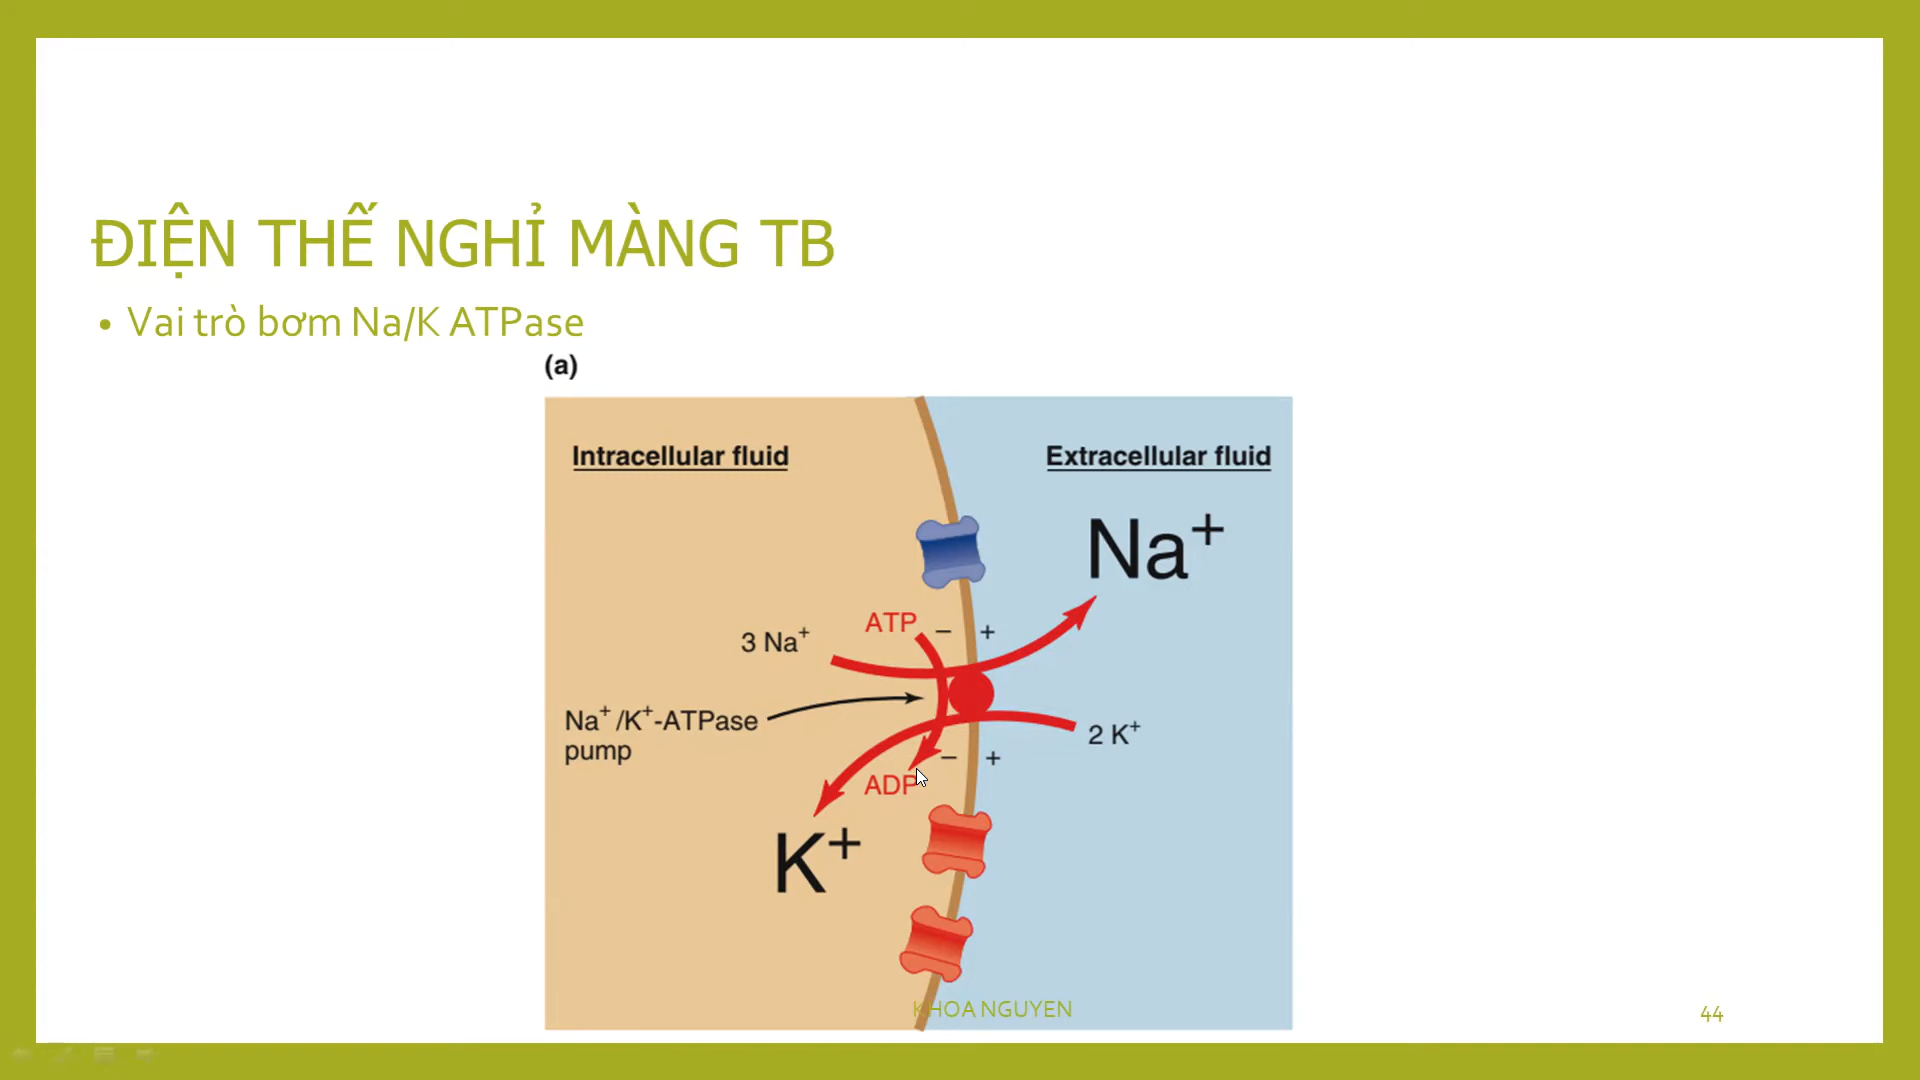 ĐIỆN THẾ NGHỈ MÀNG TB
• Vai trò bơm Na/K ATPase
(a)
Intracellular fluid
Extracellular fluid
Na⁺
ATP
− +
3 Na⁺
Na⁺/K⁺-ATPase
pump
2 K⁺
− +
ADP
K⁺
KHOA NGUYEN
44